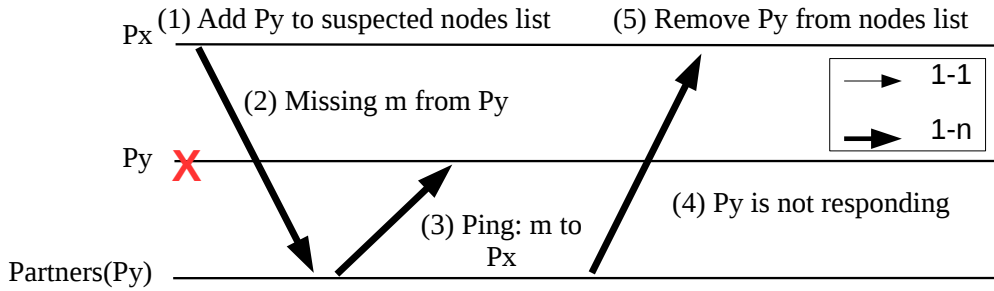 (1) Add Py to suspected nodes list
(5) Remove Py from nodes list
Px
1-1
(2) Missing m from Py
1-n
Py
X
(4) Py is not responding
(3) Ping: m to
Px
Partners(Py)